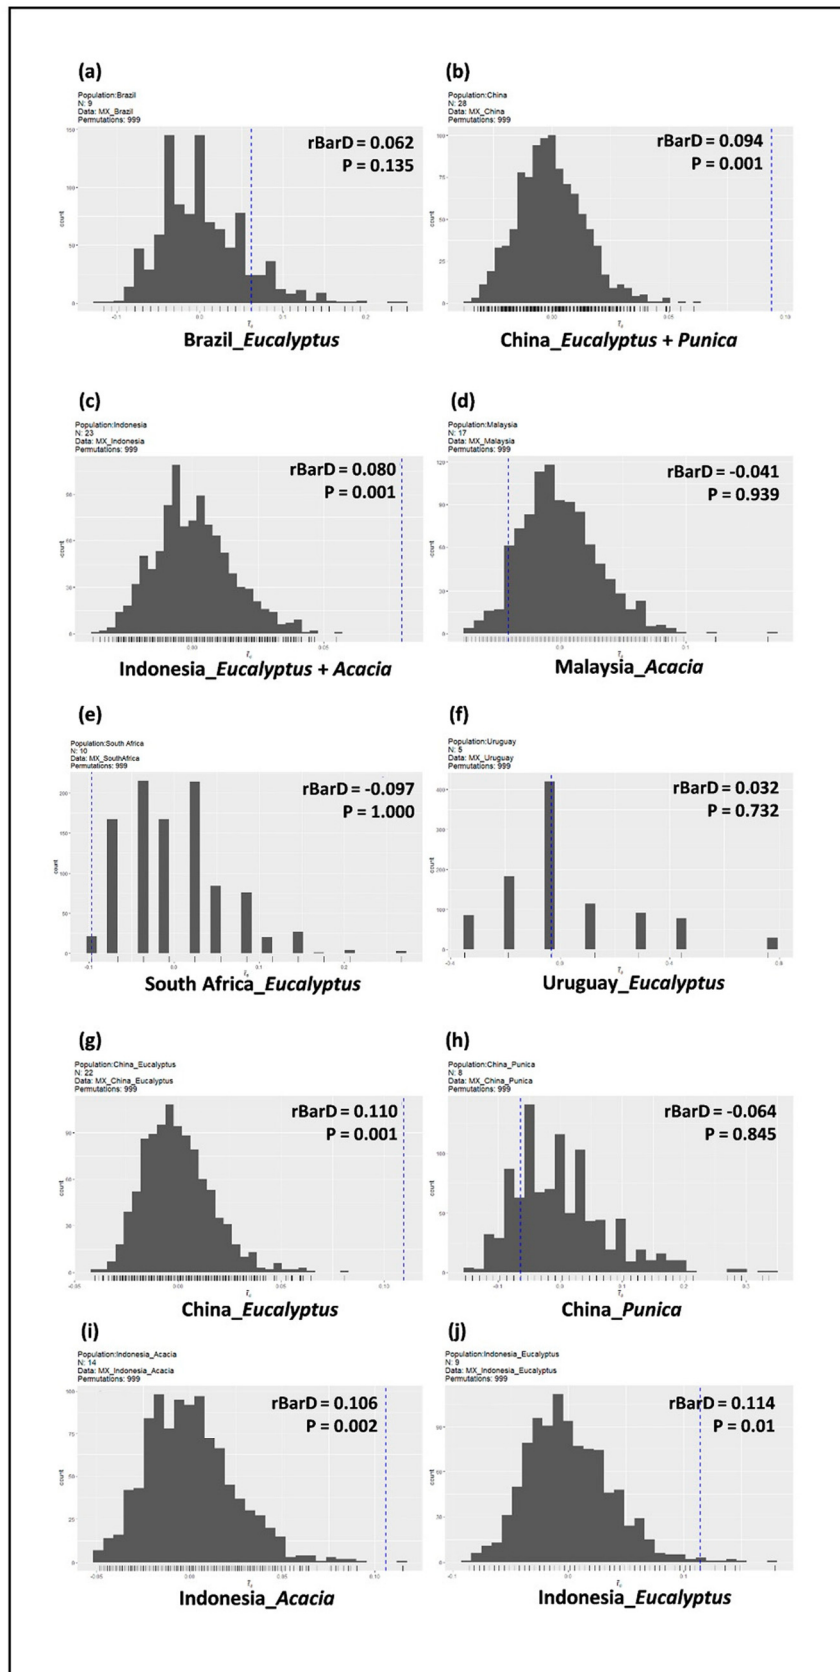 (a)
Population:Brazil
N: 9
Data: MX_Brazil
Permutations: 999
rBarD = 0.062
P = 0.135
Brazil_Eucalyptus
(b)
Population:China
N: 28
Data: MX_China
Permutations: 999
rBarD = 0.094
P = 0.001
China_Eucalyptus + Punica
(c)
Population:Indonesia
N: 23
Data: MX_Indonesia
Permutations: 999
rBarD = 0.080
P = 0.001
Indonesia_Eucalyptus + Acacia
(d)
Population:Malaysia
N: 17
Data: MX_Malaysia
Permutations: 999
rBarD = -0.041
P = 0.939
Malaysia_Acacia
(e)
Population:South Africa
N: 10
Data: MX_SouthAfrica
Permutations: 999
rBarD = -0.097
P = 1.000
South Africa_Eucalyptus
(f)
Population:Uruguay
N: 5
Data: MX_Uruguay
Permutations: 999
rBarD = 0.032
P = 0.732
Uruguay_Eucalyptus
(g)
Population:China_Eucalyptus
N: 22
Data: MX_China_Eucalyptus
Permutations: 999
rBarD = 0.110
P = 0.001
China_Eucalyptus
(h)
Population:China_Punica
N: 8
Data: MX_China_Punica
Permutations: 999
rBarD = -0.064
P = 0.845
China_Punica
(i)
Population:Indonesia_Acacia
N: 14
Data: MX_Indonesia_Acacia
Permutations: 999
rBarD = 0.106
P = 0.002
Indonesia_Acacia
(j)
Population:Indonesia_Eucalyptus
N: 9
Data: MX_Indonesia_Eucalyptus
Permutations: 999
rBarD = 0.114
P = 0.01
Indonesia_Eucalyptus